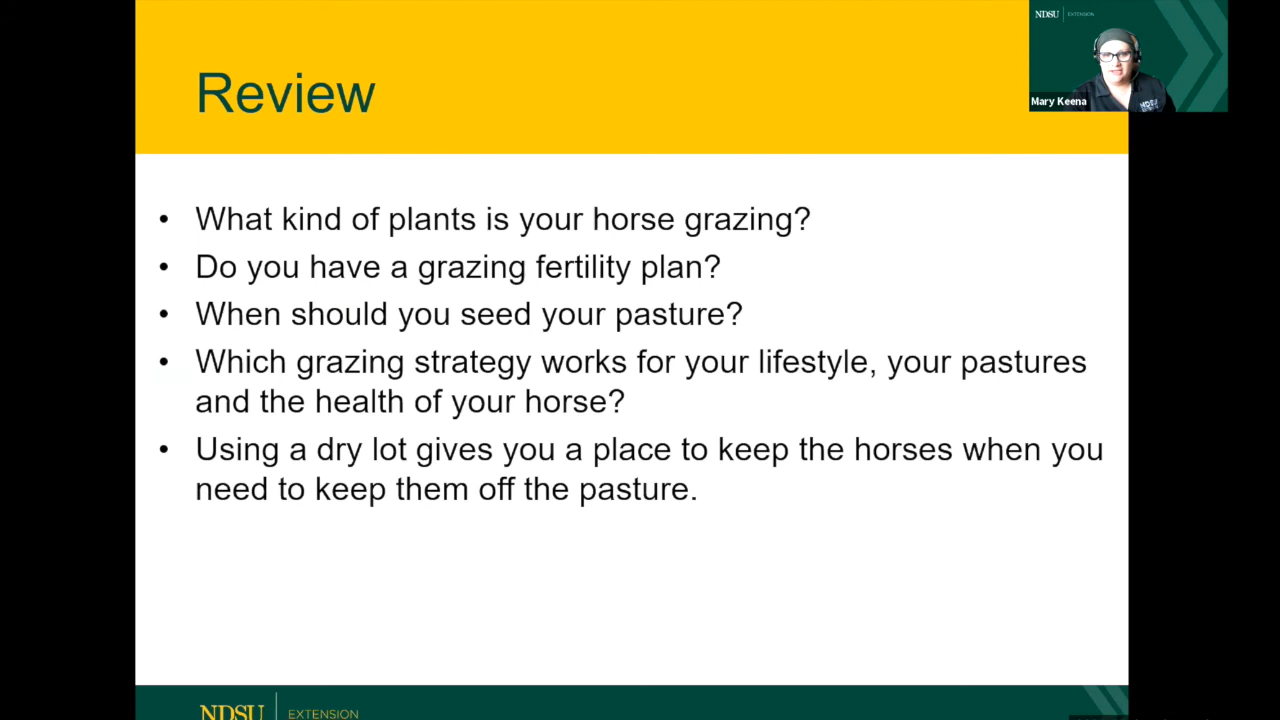 Review
NDSU EXTENSION
Mary Keena
NDSU
• What kind of plants is your horse grazing?
• Do you have a grazing fertility plan?
• When should you seed your pasture?
• Which grazing strategy works for your lifestyle, your pastures
and the health of your horse?
• Using a dry lot gives you a place to keep the horses when you
need to keep them off the pasture.
NDSU EXTENSION